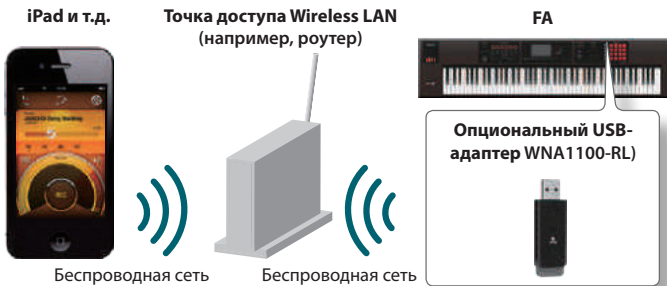 iPad и т.д.
Точка доступа Wireless LAN
(например, роутер)
FA
Опциональный USB-
адаптер WNA1100-RL)
Беспроводная сеть
Беспроводная сеть